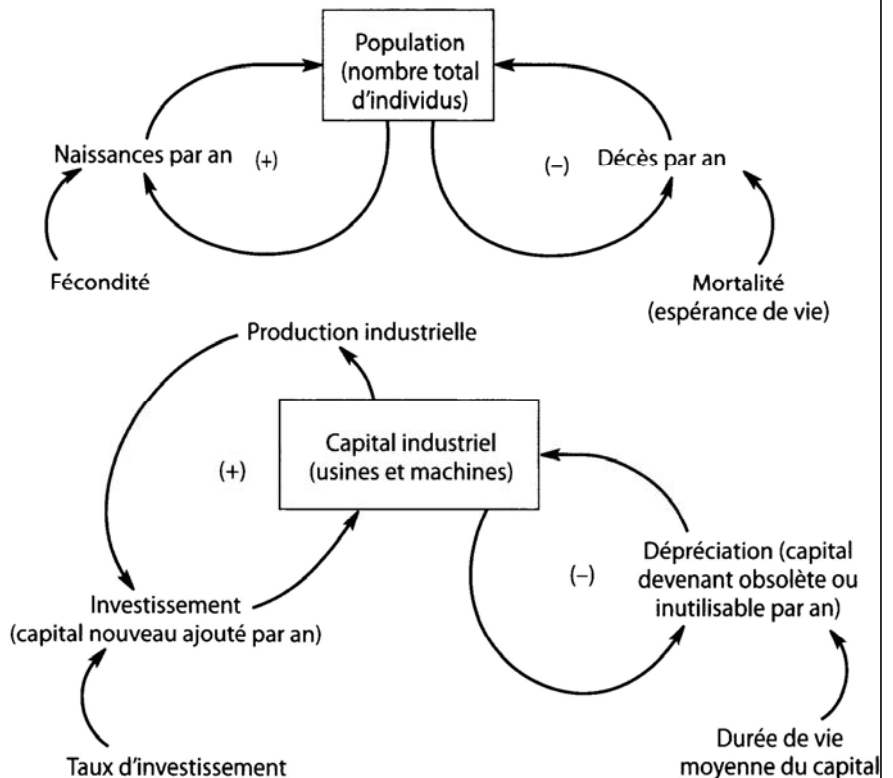 Population
(nombre total
d'individus)
Naissances par an
(+)
(–)
Décès par an
Fécondité
Mortalité
(espérance de vie)
Production industrielle
Capital industriel
(usines et machines)
(+)
(–)
Dépréciation (capital
devenant obsolète ou
inutilisable par an)
Investissement
(capital nouveau ajouté par an)
Durée de vie
moyenne du capital
Taux d'investissement